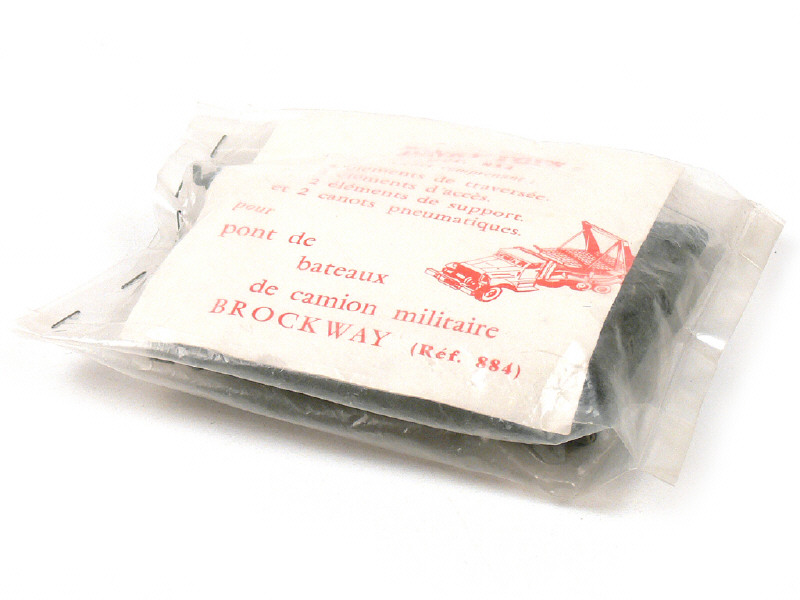 éléments de traversée.
éléments d'accès.
2 éléments de support.
et 2 canots pneumatiques.
pour
pont de
bateaux
de camion militaire
BROCKWAY (Réf. 884)